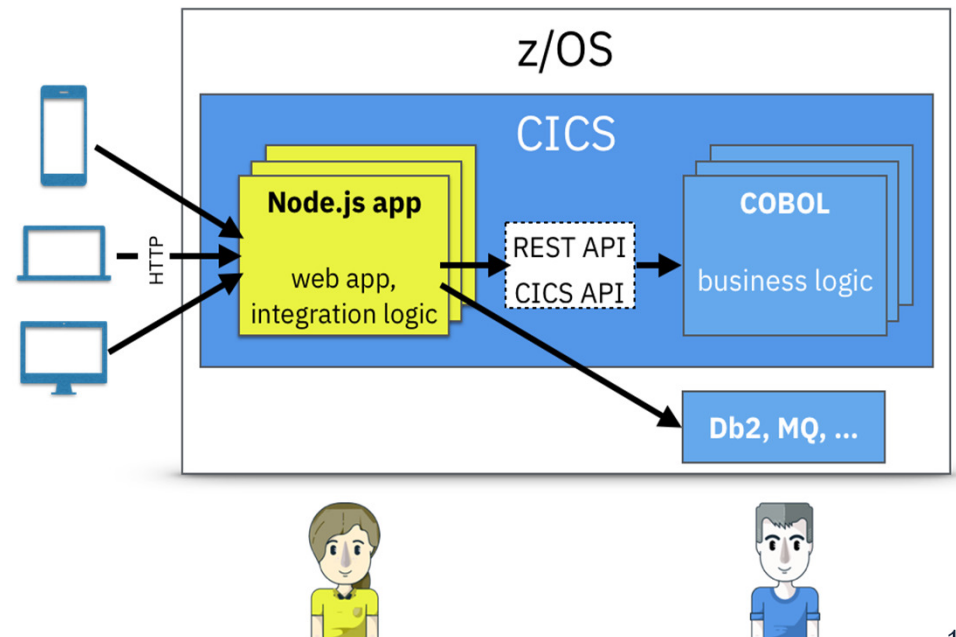 z/OS
CICS
HTTP
Node.js app
web app,
integration logic
REST API
CICS API
COBOL
business logic
Db2, MQ, ...
1